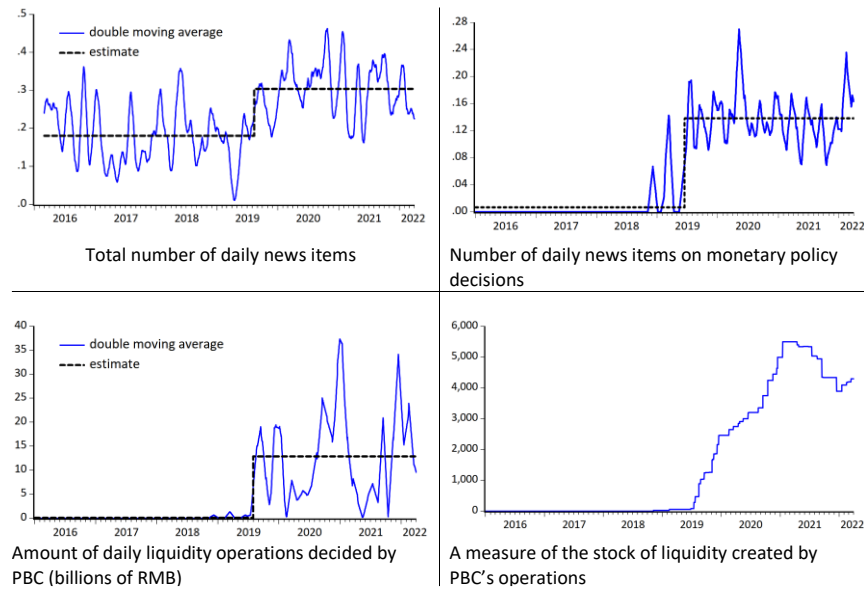 .5
double moving average
estimate
.4
.3
.2
.1
.0
2016 2017 2018 2019 2020 2021 2022
Total number of daily news items
.28
.24
.20
.16
.12
.08
.04
.00
2016 2017 2018 2019 2020 2021 2022
Number of daily news items on monetary policy
decisions
40
35
double moving average
estimate
30
25
20
15
10
5
0
2016 2017 2018 2019 2020 2021 2022
Amount of daily liquidity operations decided by
PBC (billions of RMB)
6,000
5,000
4,000
3,000
2,000
1,000
0
2016 2017 2018 2019 2020 2021 2022
A measure of the stock of liquidity created by
PBC's operations